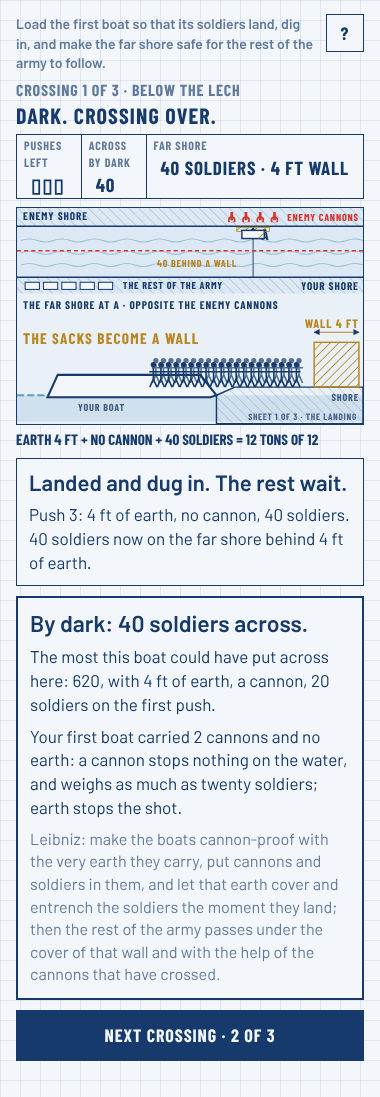 Load the first boat so that its soldiers land, dig
in, and make the far shore safe for the rest of the
army to follow.
?
CROSSING 1 OF 3 · BELOW THE LECH
DARK. CROSSING OVER.
PUSHES
LEFT
ACROSS
BY DARK
40
FAR SHORE
40 SOLDIERS · 4 FT WALL
ENEMY SHORE
ENEMY CANNONS
A
40 BEHIND A WALL
THE REST OF THE ARMY
YOUR SHORE
THE FAR SHORE AT A · OPPOSITE THE ENEMY CANNONS
WALL 4 FT
THE SACKS BECOME A WALL
SHORE
YOUR BOAT
SHEET 1 OF 3 · THE LANDING
EARTH 4 FT + NO CANNON + 40 SOLDIERS = 12 TONS OF 12
Landed and dug in. The rest wait.
Push 3: 4 ft of earth, no cannon, 40 soldiers.
40 soldiers now on the far shore behind 4 ft
of earth.
By dark: 40 soldiers across.
The most this boat could have put across
here: 620, with 4 ft of earth, a cannon, 20
soldiers on the first push.
Your first boat carried 2 cannons and no
earth: a cannon stops nothing on the water,
and weighs as much as twenty soldiers;
earth stops the shot.
Leibniz: make the boats cannon-proof with
the very earth they carry, put cannons and
soldiers in them, and let that earth cover and
entrench the soldiers the moment they land;
then the rest of the army passes under the
cover of that wall and with the help of the
cannons that have crossed.
NEXT CROSSING · 2 OF 3